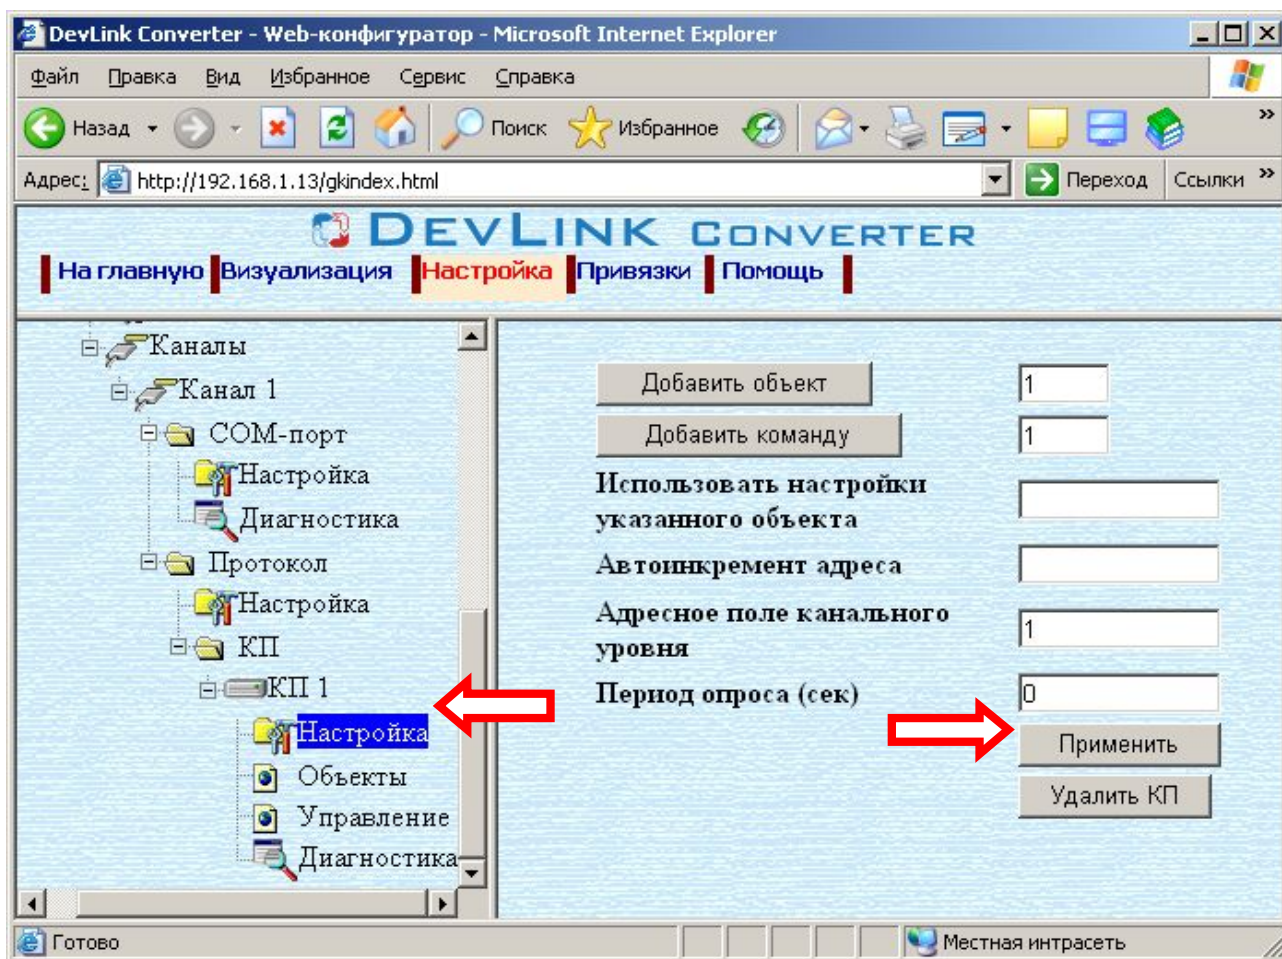 DevLink Converter - Web-конфигуратор - Microsoft Internet Explorer
Файл Правка Вид Избранное Сервис Справка
Назад Поиск Избранное »
Адрес: http://192.168.1.13/gkindex.html Переход Ссылки »
DEVLINK CONVERTER
На главную Визуализация Настройка Привязки Помощь
Каналы
Канал 1
COM-порт
Настройка
Диагностика
Протокол
Настройка
КП
КП 1
Настройка
Объекты
Управление
Диагностика
Добавить объект 1
Добавить команду 1
Использовать настройки
указанного объекта
Автоинкремент адреса
Адресное поле канального
уровня 1
Период опроса (сек) 0
Применить
Удалить КП
Готово Местная интрасеть